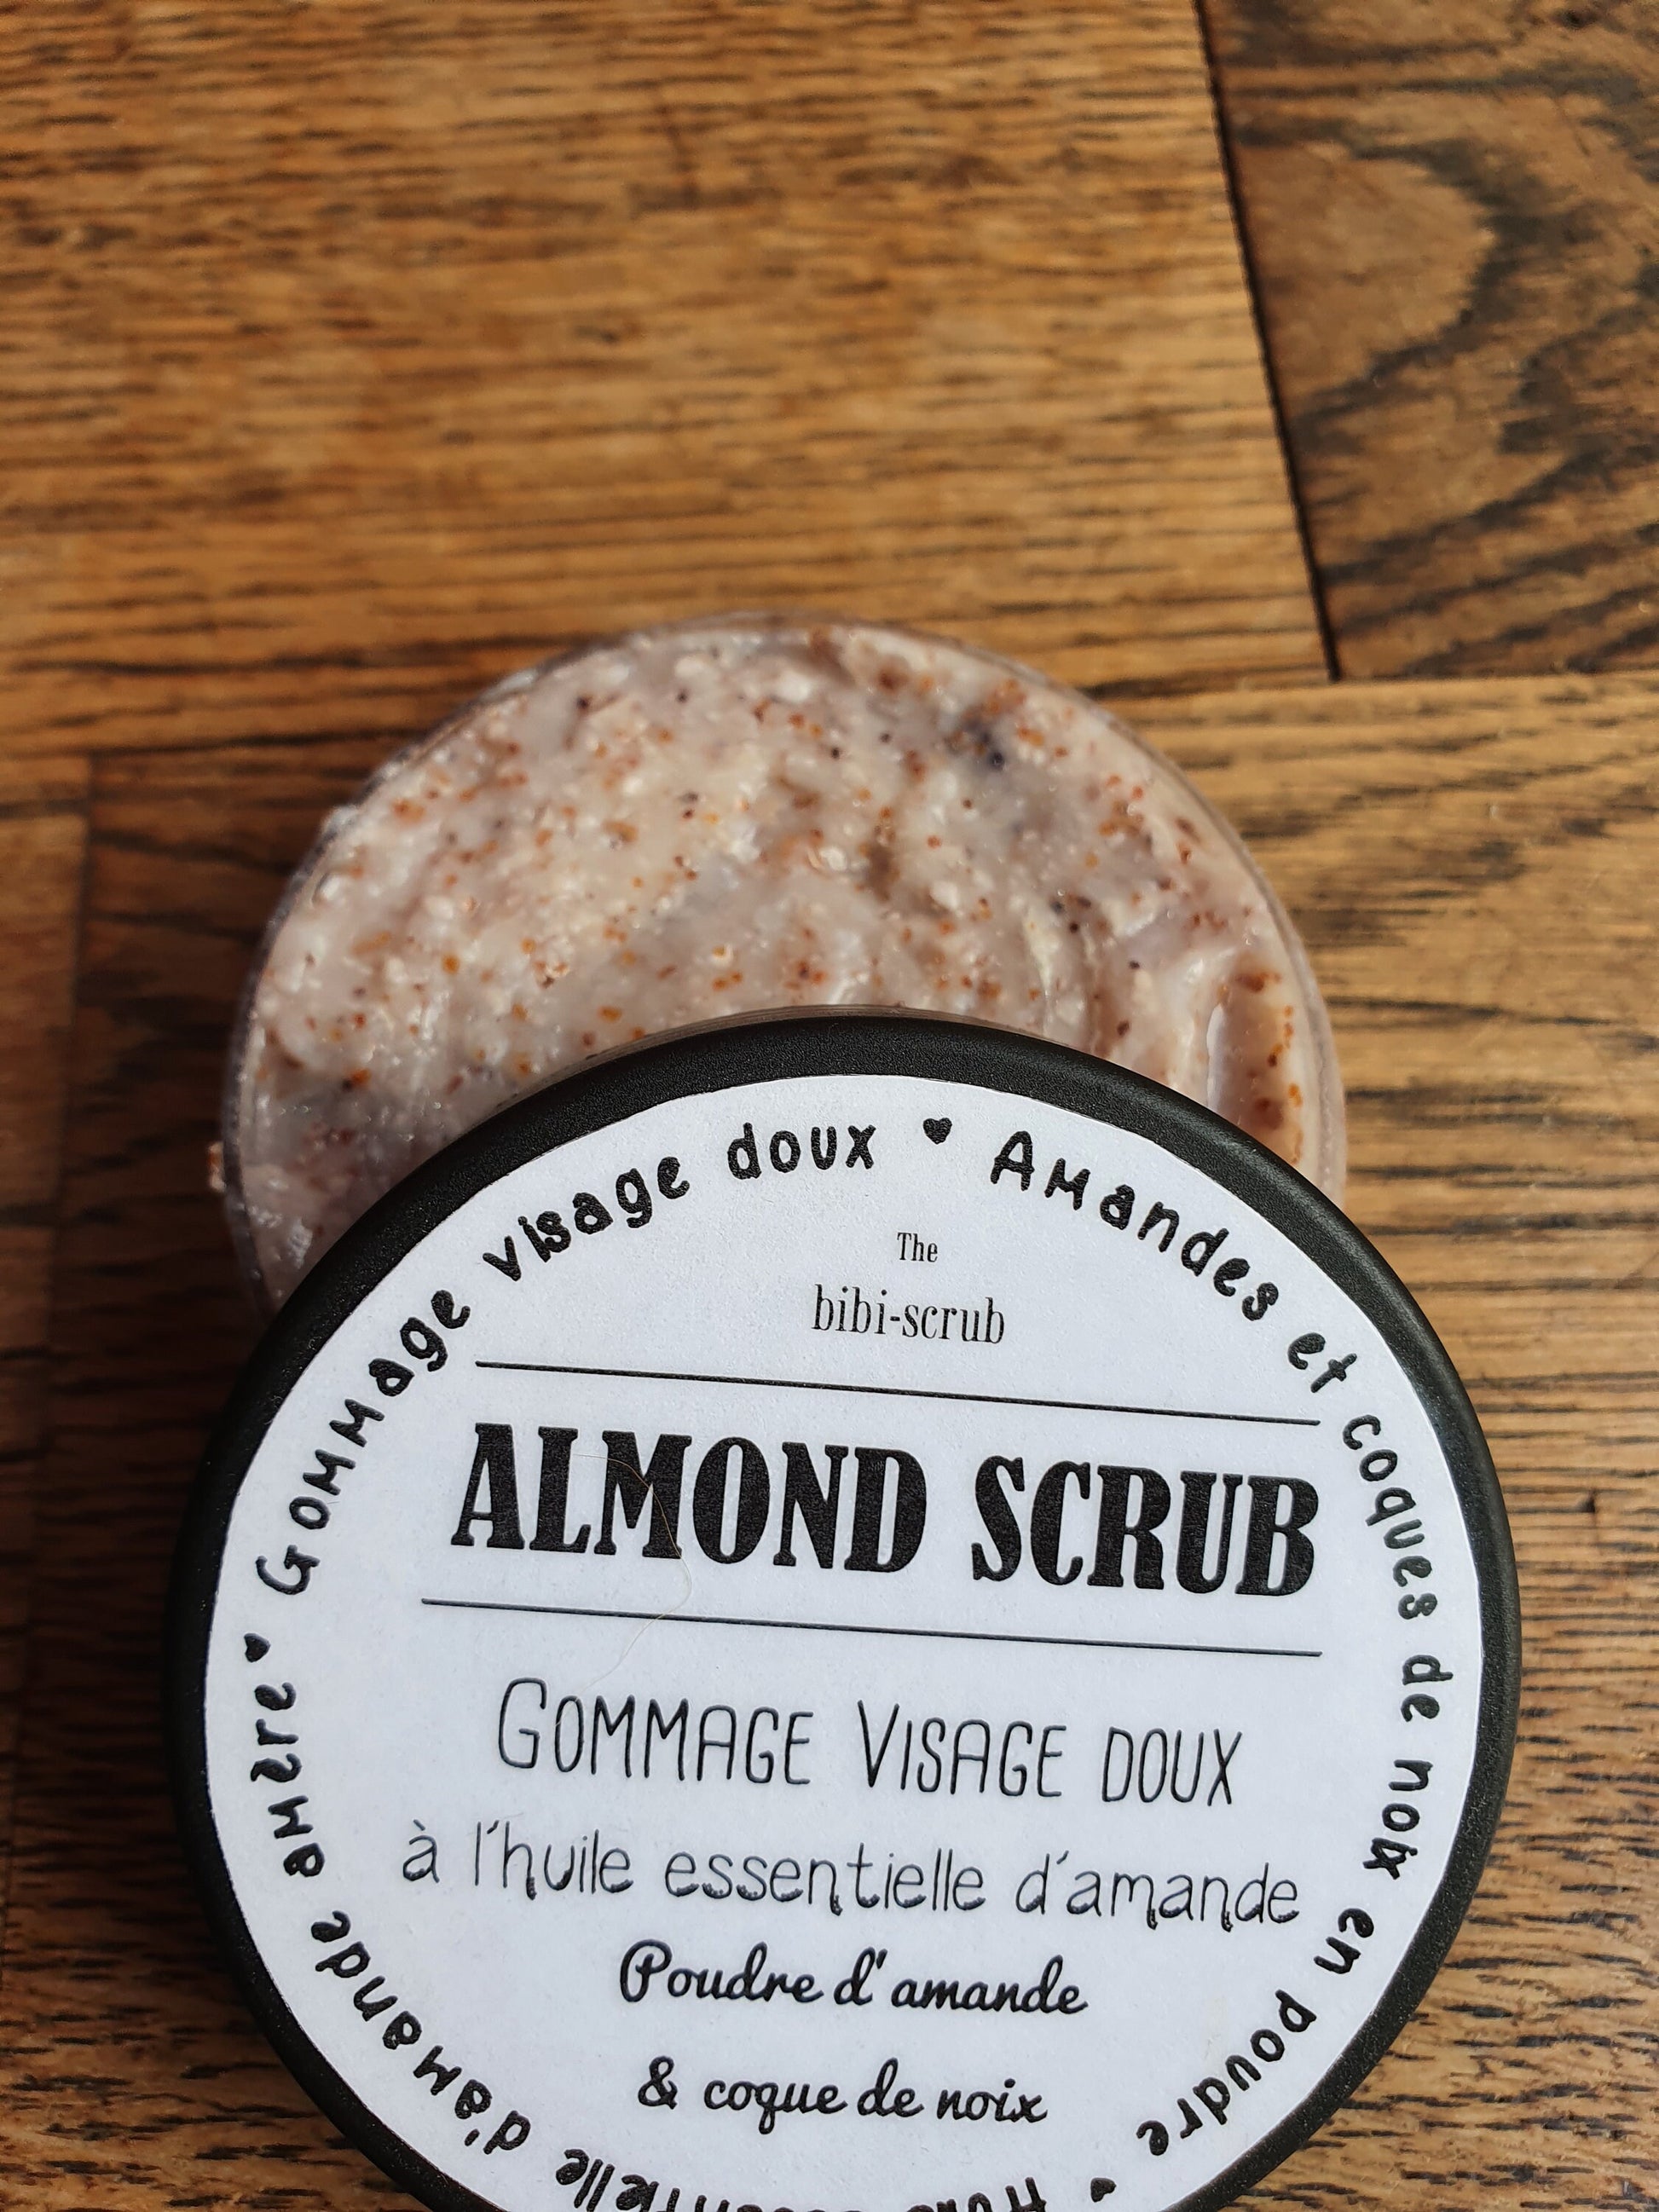 Gommage visage doux ♥ Amandes et coques de noix en poudre ♥ Huile essentielle d'amande amère ♥
The
bibi-scrub
ALMOND SCRUB
GOMMAGE VISAGE DOUX
à l'huile essentielle d'amande
Poudre d'amande
& coque de noix